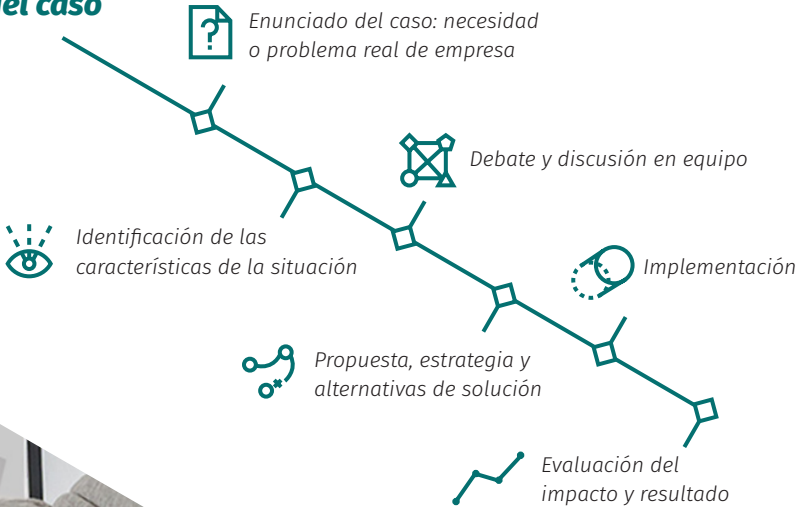 del caso
Enunciado del caso: necesidad
o problema real de empresa
Identificación de las
características de la situación
Debate y discusión en equipo
Propuesta, estrategia y
alternativas de solución
Implementación
Evaluación del
impacto y resultado